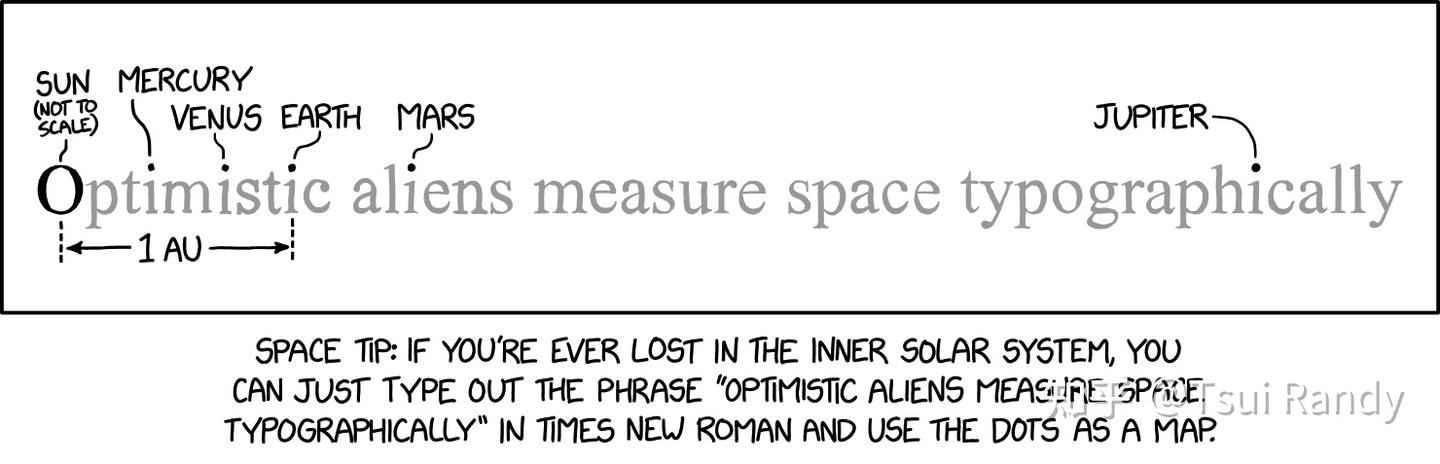 SUN
(NOT TO
SCALE)
MERCURY
VENUS
EARTH
MARS
JUPITER
Optimistic aliens measure space typographically
1 AU
SPACE TIP: IF YOU'RE EVER LOST IN THE INNER SOLAR SYSTEM, YOU
CAN JUST TYPE OUT THE PHRASE "OPTIMISTIC ALIENS MEASURE SPACE
TYPOGRAPHICALLY" IN TIMES NEW ROMAN AND USE THE DOTS AS A MAP.
知乎 @Tsui Randy